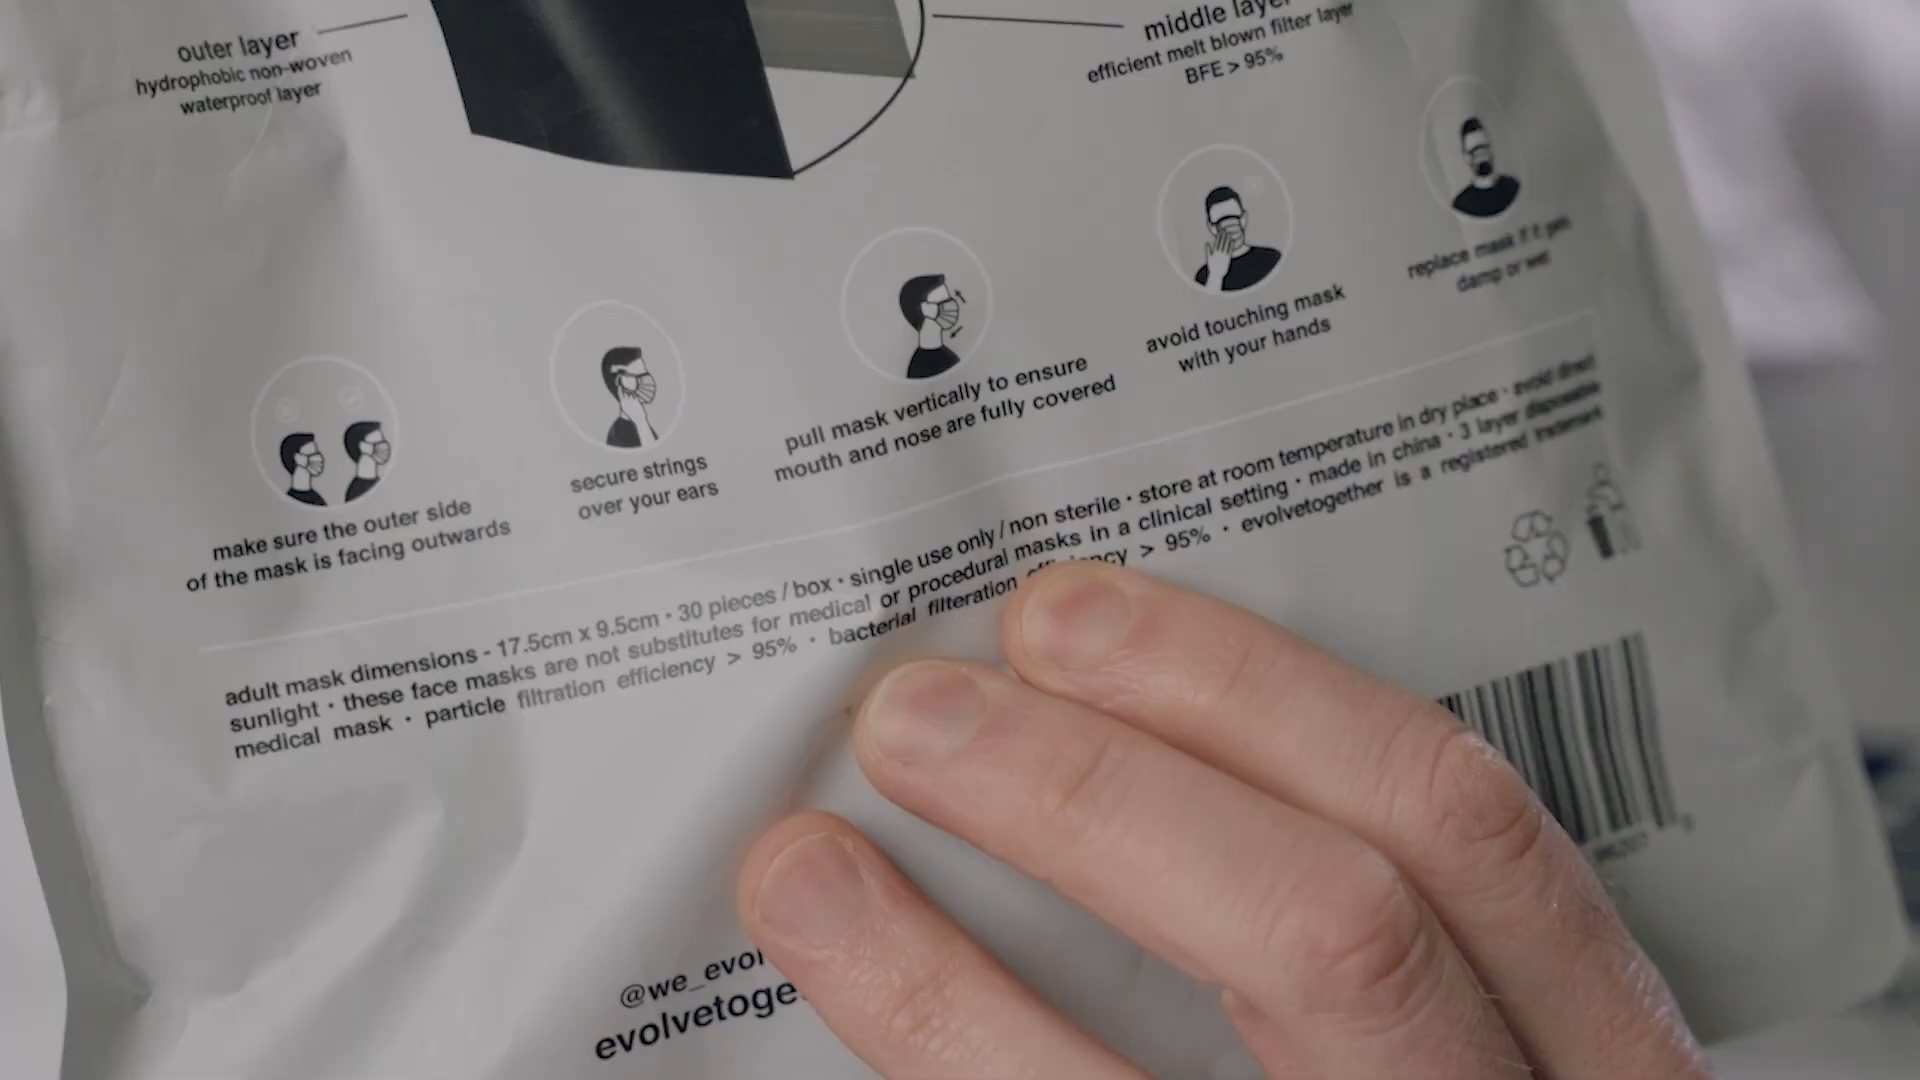 outer layer
hydrophobic non-woven
waterproof layer
middle layer
efficient melt blown filter layer
BFE > 95%
make sure the outer side
of the mask is facing outwards
secure strings
over your ears
pull mask vertically to ensure
mouth and nose are fully covered
avoid touching mask
with your hands
replace mask if it gets
damp or wet
adult mask dimensions - 17.5cm x 9.5cm · 30 pieces / box · single use only / non sterile · store at room temperature in dry place · avoid direct
sunlight · these face masks are not substitutes for medical or procedural masks in a clinical setting · made in china · 3 layer disposable
medical mask · particle filtration efficiency > 95% · bacterial filteration efficiency > 95% · evolvetogether is a registered trademark
@we_evol
evolvetoge